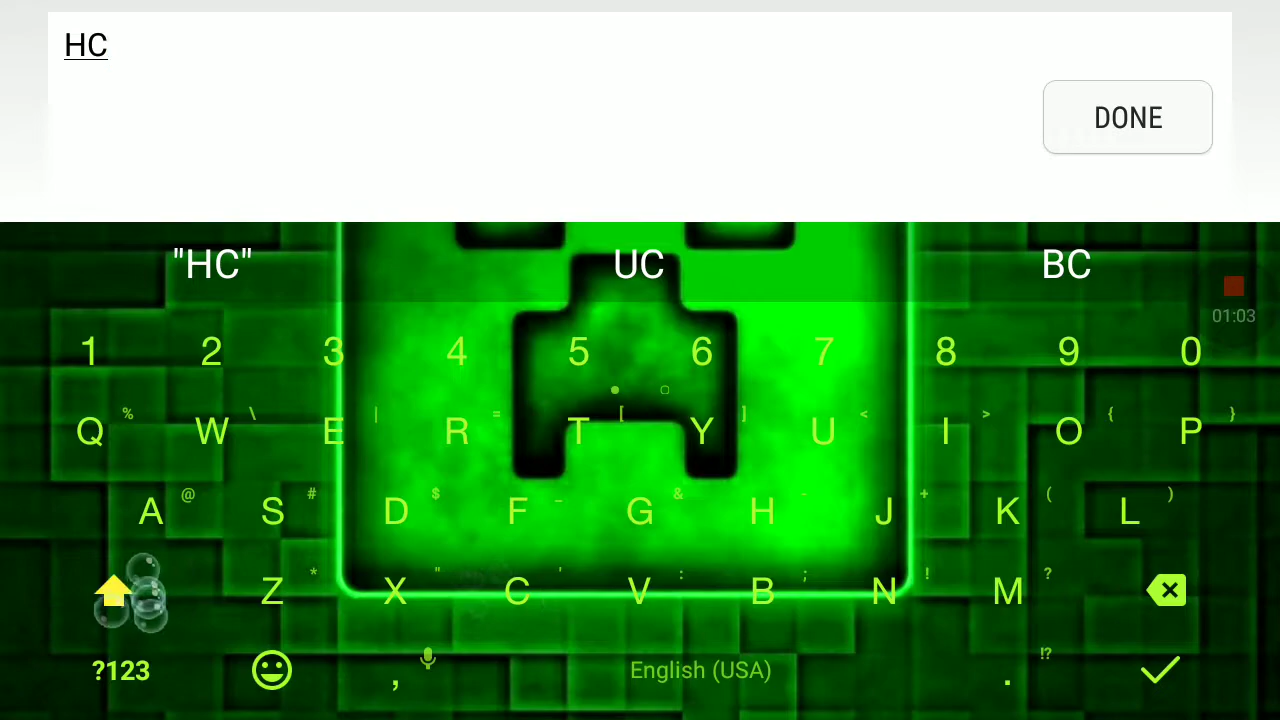 HC
DONE
"HC" UC BC
01:03
1 2 3 4 5 6 7 8 9 0
% \ | = [ ] < > { }
Q W E R T Y U I O P
@ # $ _ & - + ( )
A S D F G H J K L
* " ' : ; ! ?
Z X C V B N M
!?
?123 , English (USA) .